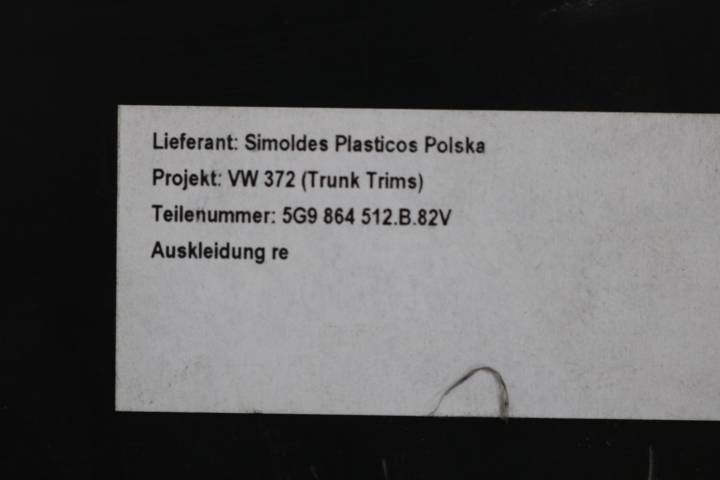 Lieferant: Simoldes Plasticos Polska
Projekt: VW 372 (Trunk Trims)
Teilenummer: 5G9 864 512.B.82V
Auskleidung re